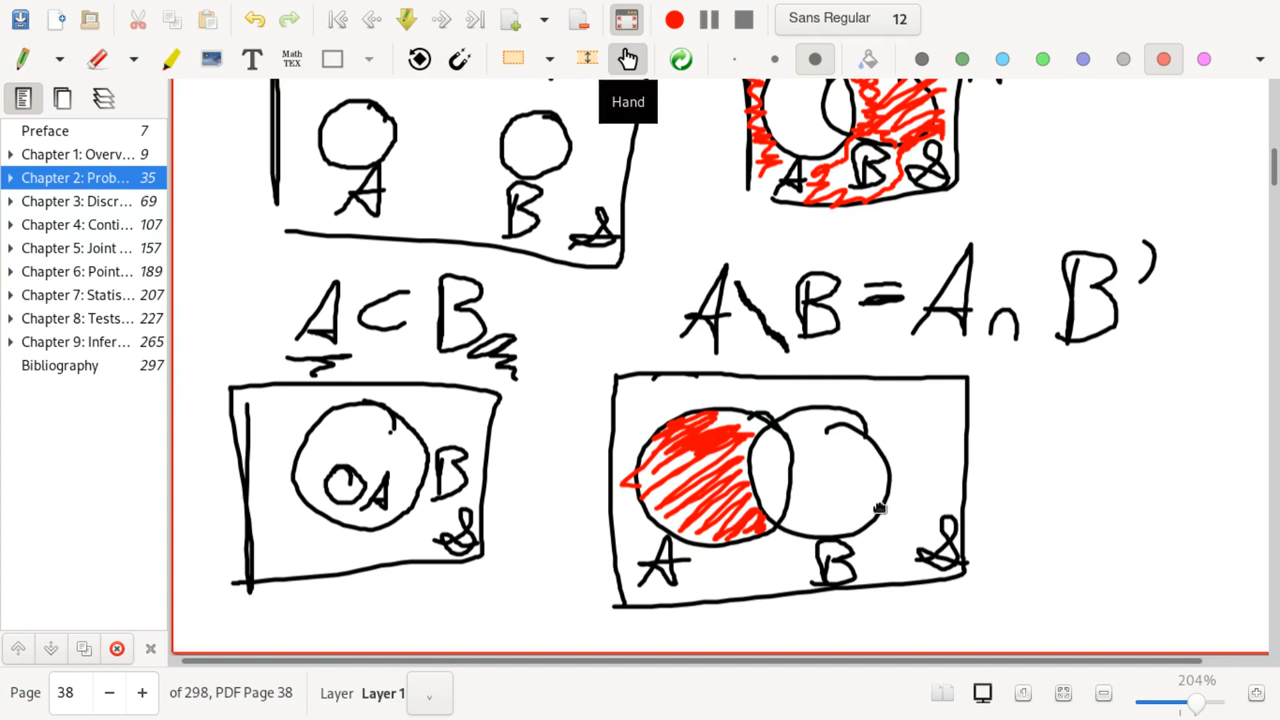 Sans Regular 12
Math
TEX
Hand
Preface 7
Chapter 1: Overv... 9
Chapter 2: Prob... 35
Chapter 3: Discr... 69
Chapter 4: Conti... 107
Chapter 5: Joint ... 157
Chapter 6: Point... 189
Chapter 7: Statis... 207
Chapter 8: Tests... 227
Chapter 9: Infer... 265
Bibliography 297
A
B
S
A B S
A ⊂ B
A \ B = A ∩ B'
A
B
S
A
B
S
Page 38 of 298, PDF Page 38 Layer Layer 1
204%